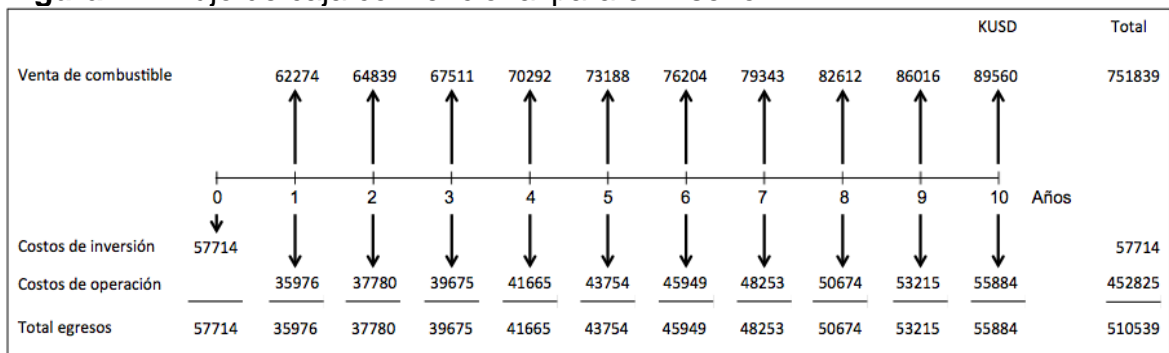 KUSD Total
Venta de combustible 62274 64839 67511 70292 73188 76204 79343 82612 86016 89560 751839
0 1 2 3 4 5 6 7 8 9 10 Años
Costos de inversión 57714 57714
Costos de operación 35976 37780 39675 41665 43754 45949 48253 50674 53215 55884 452825
Total egresos 57714 35976 37780 39675 41665 43754 45949 48253 50674 53215 55884 510539